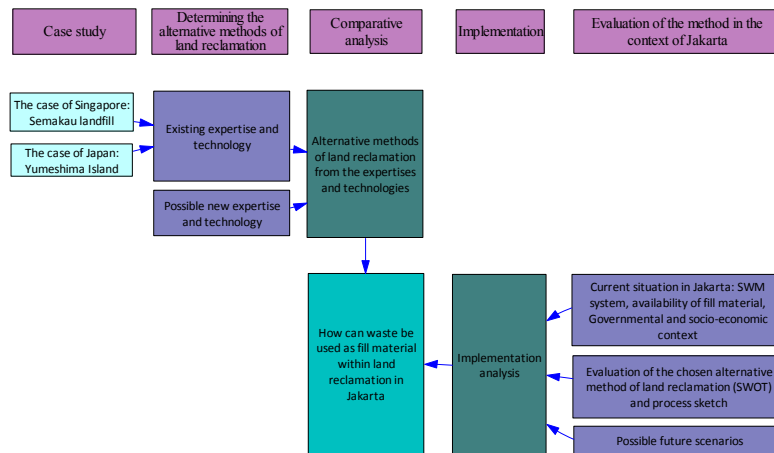 Case study
Determining the
alternative methods of
land reclamation
Comparative
analysis
Implementation
Evaluation of the method in the
context of Jakarta
The case of Singapore:
Semakau landfill
The case of Japan:
Yumeshima Island
Existing expertise and
technology
Possible new expertise
and technology
Alternative methods
of land reclamation
from the expertises
and technologies
How can waste be
used as fill material
within land
reclamation in
Jakarta
Implementation
analysis
Current situation in Jakarta: SWM
system, availability of fill material,
Governmental and socio-economic
context
Evaluation of the chosen alternative
method of land reclamation (SWOT)
and process sketch
Possible future scenarios